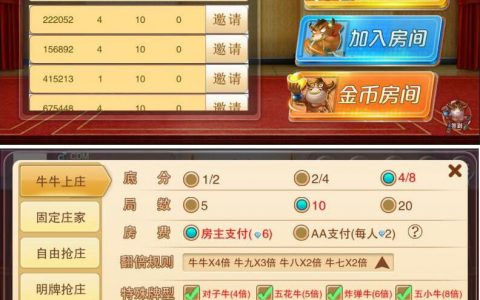 222052 4 10 0 邀请
156892 4 10 0 邀请
415213 1 10 0 邀请
675448 4 10 0 邀请
加入房间
金币房间
签到
牛牛上庄
固定庄家
自由抢庄
明牌抢庄
底分 1/2 2/4 4/8
局数 5 10 20
房费 房主支付(6) AA支付(每人2) ?
翻倍规则 牛牛X4倍 牛九X3倍 牛八X2倍 牛七X2倍
特殊牌型 对子牛(4倍) 五花牛(5倍) 炸弹牛(6倍) 五小牛(8倍)